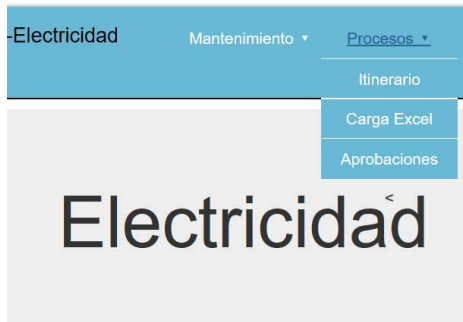 -Electricidad Mantenimiento ▾ Procesos ▾
Itinerario
Carga Excel
Aprobaciones
<
Electricidad